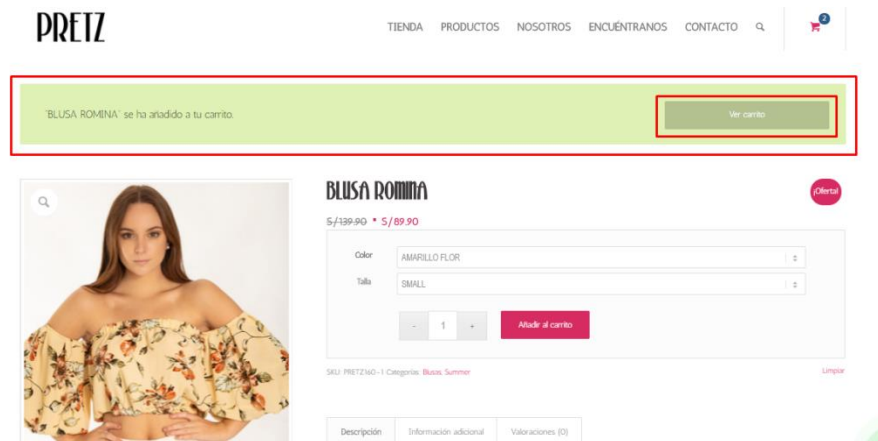 PRETZ
TIENDA PRODUCTOS NOSOTROS ENCUÉNTRANOS CONTACTO 2
"BLUSA ROMINA" se ha añadido a tu carrito. Ver carrito
BLUSA ROMINA ¡Oferta!
S/139.90 S/89.90
Color AMARILLO FLOR
Talla SMALL
- 1 + Añadir al carrito
SKU: PRETZ160-1 Categorías: Blusas, Summer Limpiar
Descripción Información adicional Valoraciones (0)